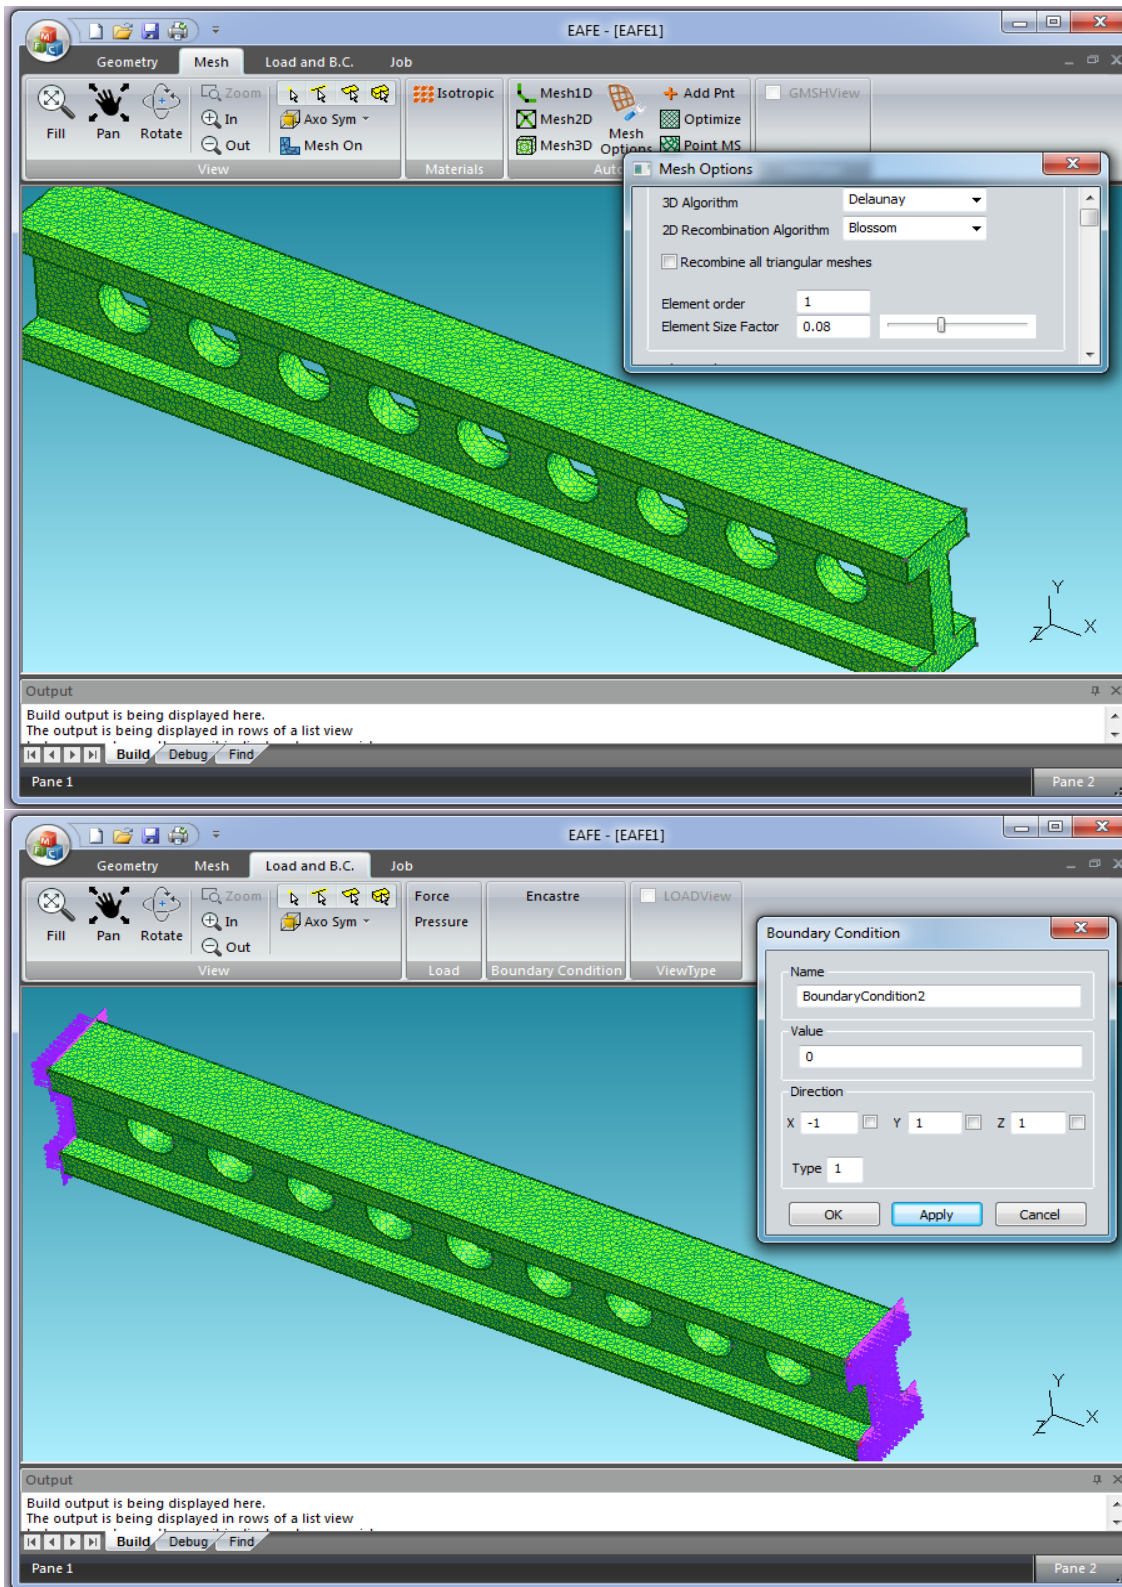 EAFE - [EAFE1]
Geometry Mesh Load and B.C. Job
Zoom Isotropic Mesh1D Add Pnt GMSHView
In Axo Sym Mesh2D Optimize
Fill Pan Rotate Out Mesh On Mesh3D Mesh Options Point MS
View Materials
Mesh Options
3D Algorithm Delaunay
2D Recombination Algorithm Blossom
Recombine all triangular meshes
Element order 1
Element Size Factor 0.08
Y
Z X
Output
Build output is being displayed here.
The output is being displayed in rows of a list view
Build Debug Find
Pane 1 Pane 2
EAFE - [EAFE1]
Geometry Mesh Load and B.C. Job
Zoom Force Encastre LOADView
In Axo Sym Pressure
Fill Pan Rotate Out
View Load Boundary Condition ViewType
Boundary Condition
Name
BoundaryCondition2
Value
0
Direction
X -1 Y 1 Z 1
Type 1
OK Apply Cancel
Y
Z X
Output
Build output is being displayed here.
The output is being displayed in rows of a list view
Build Debug Find
Pane 1 Pane 2